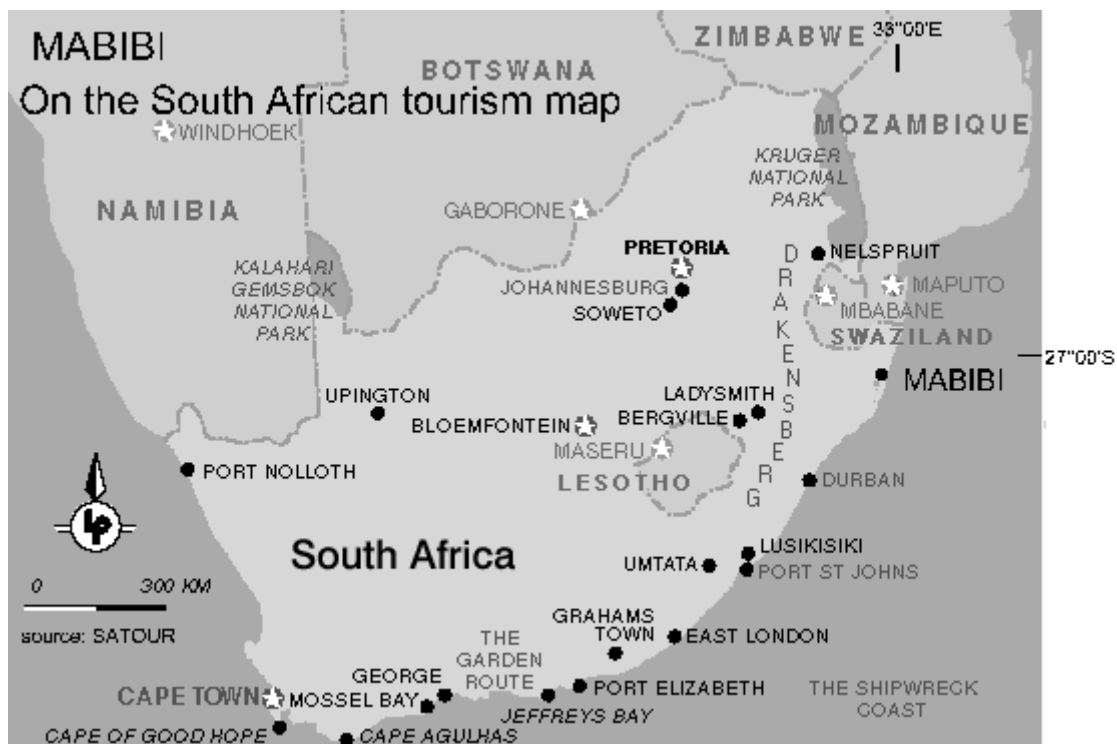 MABIBI
On the South African tourism map
ZIMBABWE
33"00'E
BOTSWANA
WINDHOEK
MOZAMBIQUE
KRUGER
NATIONAL
PARK
NAMIBIA
GABORONE
PRETORIA
NELSPRUIT
KALAHARI
GEMSBOK
NATIONAL
PARK
JOHANNESBURG
SOWETO
DRAKENSBERG
MAPUTO
MBABANE
SWAZILAND
27"00'S
MABIBI
UPINGTON
LADYSMITH
BLOEMFONTEIN
BERGVILLE
MASERU
LESOTHO
PORT NOLLOTH
DURBAN
LP
South Africa
LUSIKISIKI
UMTATA
PORT ST JOHNS
0 300 KM
source: SATOUR
GRAHAMS
TOWN
EAST LONDON
THE
GARDEN
ROUTE
GEORGE
CAPE TOWN
MOSSEL BAY
PORT ELIZABETH
JEFFREYS BAY
THE SHIPWRECK
COAST
CAPE OF GOOD HOPE
CAPE AGULHAS